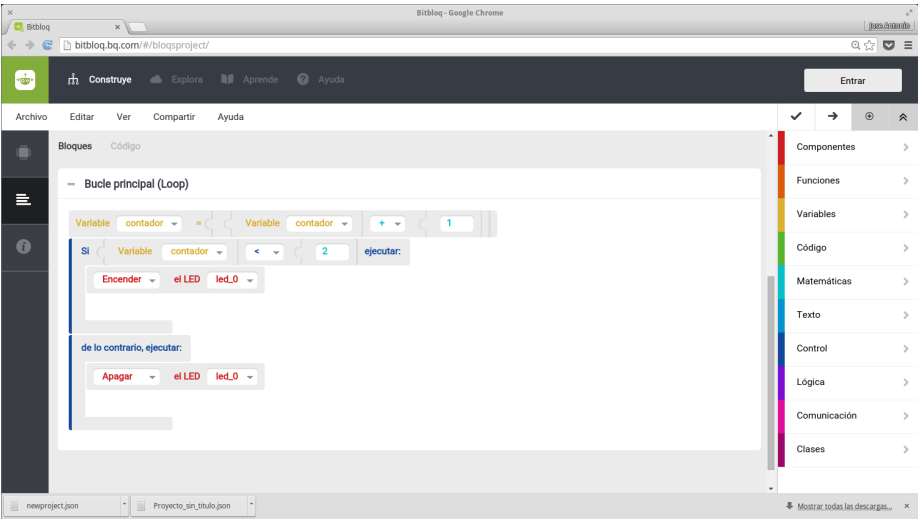 Bitbloq - Google Chrome
Bitbloq
Jose Antonio
bitbloq.bq.com/#/bloqsproject/
Construye Explora Aprende Ayuda
Entrar
Archivo Editar Ver Compartir Ayuda
Bloques Código
Bucle principal (Loop)
Variable contador = Variable contador + 1
Si Variable contador < 2 ejecutar:
Encender el LED led_0
de lo contrario, ejecutar:
Apagar el LED led_0
Componentes
Funciones
Variables
Código
Matemáticas
Texto
Control
Lógica
Comunicación
Clases
newproject.json
Proyecto_sin_titulo.json
Mostrar todas las descargas...